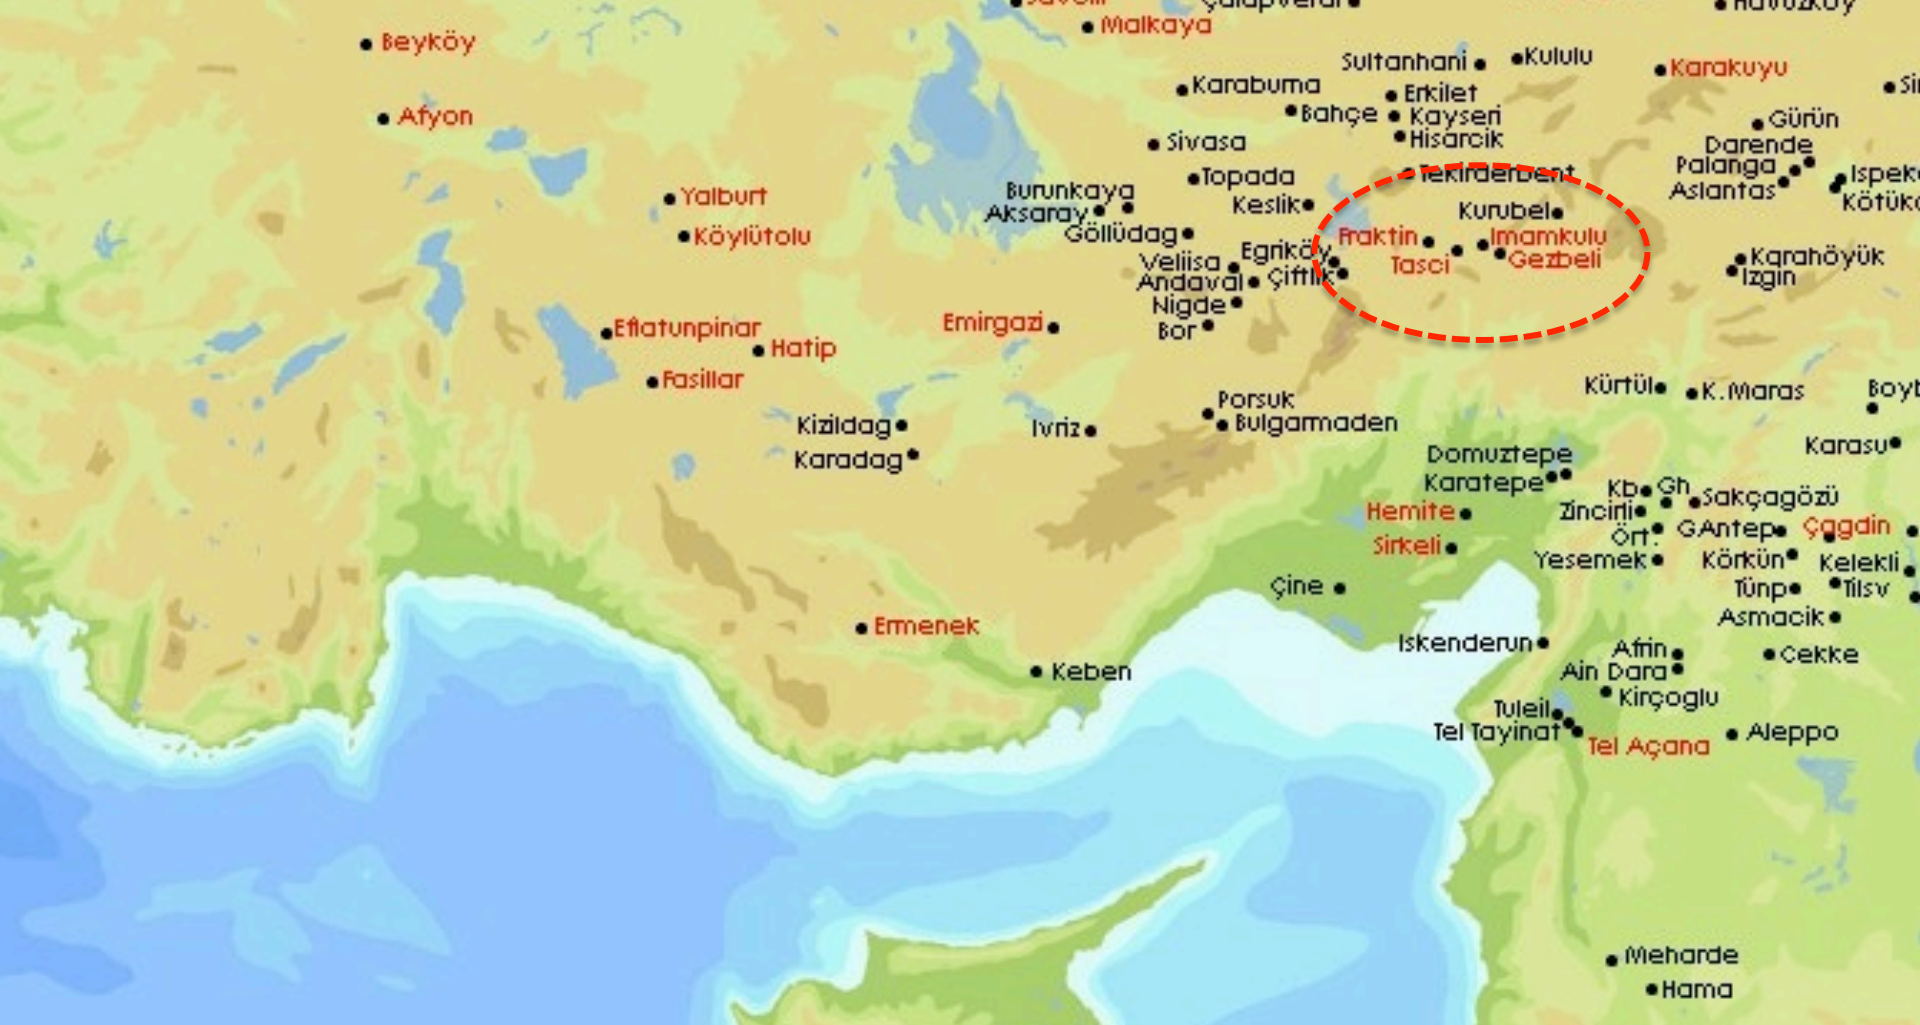 Malkaya
Beyköy
Sultanhani
Kululu
Karakuyu
Karaburna
Erkilet
Bahçe
Kayseri
Hisarcik
Afyon
Gürün
Sivasa
Darende
Palanga
Aslantas
Topada
Tekirderbent
Burunkaya
Aksaray
Yalburt
Keslik
Kurubel
Köylütolu
Göllüdag
Fraktin
Imamkulu
Tasci
Gezbeli
Egriköy
Veliisa
Andaval
Çiftlik
Karahöyük
Izgin
Nigde
Bor
Emirgazi
Eflatunpinar
Hatip
Fasillar
Kürtül
K.Maras
Porsuk
Bulgarmaden
Kizildag
Ivriz
Karadag
Karasu
Domuztepe
Karatepe
Kb
Gh
Sakçagözü
Hemite
Zincirli
Ört.
GAntep
Çagdin
Sirkeli
Yesemek
Körkün
Kelekli
Çine
Tünp
Tilsv
Asmacik
Ermenek
Keben
Iskenderun
Afrin
Cekke
Ain Dara
Kirçoglu
Tuleil
Tel Tayinat
Tel Açana
Aleppo
Meharde
Hama